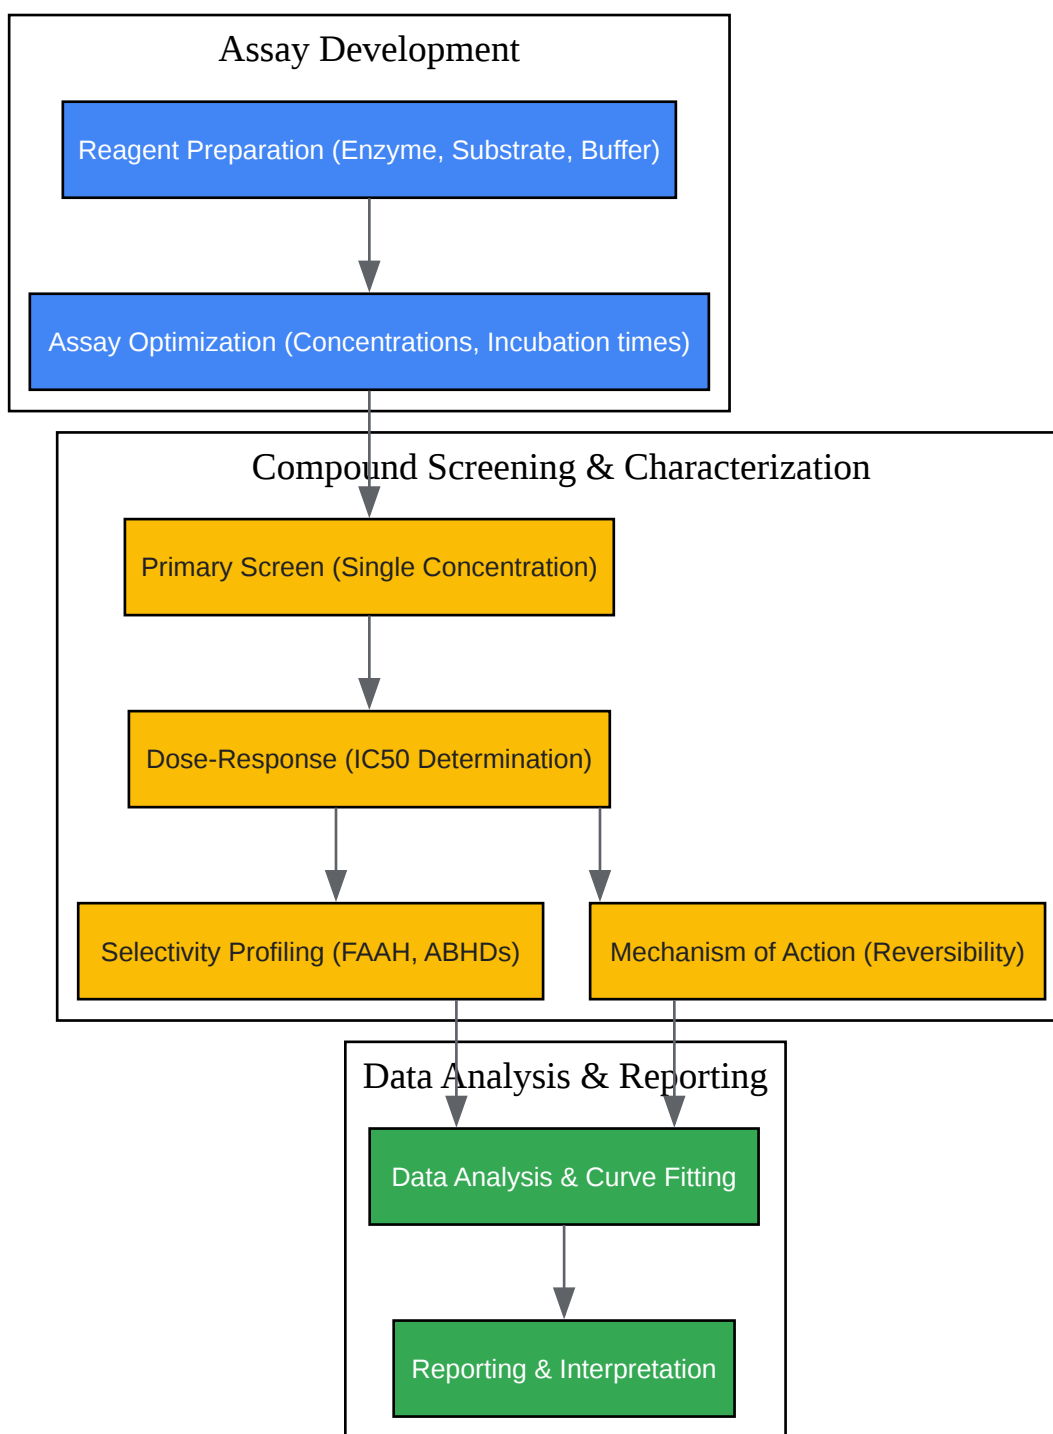 Assay Development
Reagent Preparation (Enzyme, Substrate, Buffer)
Assay Optimization (Concentrations, Incubation times)
Compound Screening & Characterization
Primary Screen (Single Concentration)
Dose-Response (IC50 Determination)
Selectivity Profiling (FAAH, ABHDs)
Mechanism of Action (Reversibility)
Data Analysis & Reporting
Data Analysis & Curve Fitting
Reporting & Interpretation